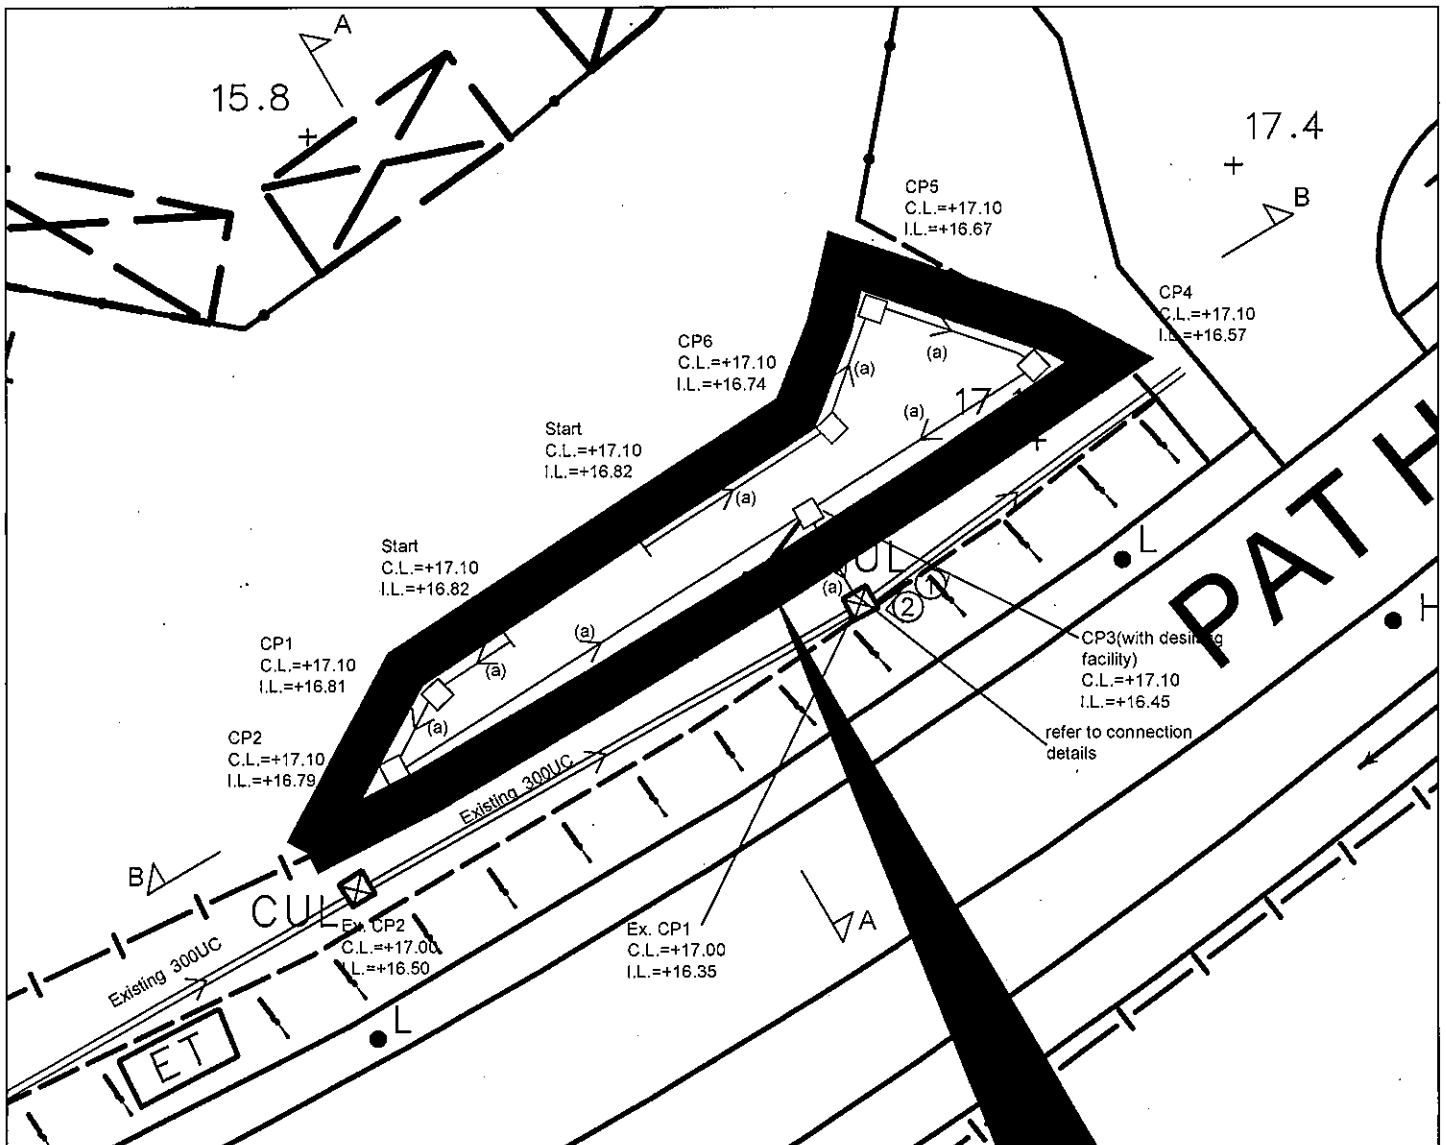 A
15.8
17.4
B
CP5
C.L.=+17.10
I.L.=+16.67
CP4
C.L.=+17.10
I.L.=+16.57
CP6
C.L.=+17.10
I.L.=+16.74
(a)
(a)
(a)
17
Start
C.L.=+17.10
I.L.=+16.82
(a)
PATH
L
Start
C.L.=+17.10
I.L.=+16.82
(a)
1
2
CP3(with desilting
facility)
C.L.=+17.10
I.L.=+16.45
refer to connection
details
CP1
C.L.=+17.10
I.L.=+16.81
(a)
(a)
(a)
CP2
C.L.=+17.10
I.L.=+16.79
Existing 300UC
B
CUL
Ex. CP2
C.L.=+17.00
I.L.=+16.50
Ex. CP1
C.L.=+17.00
I.L.=+16.35
A
Existing 300UC
L
ET